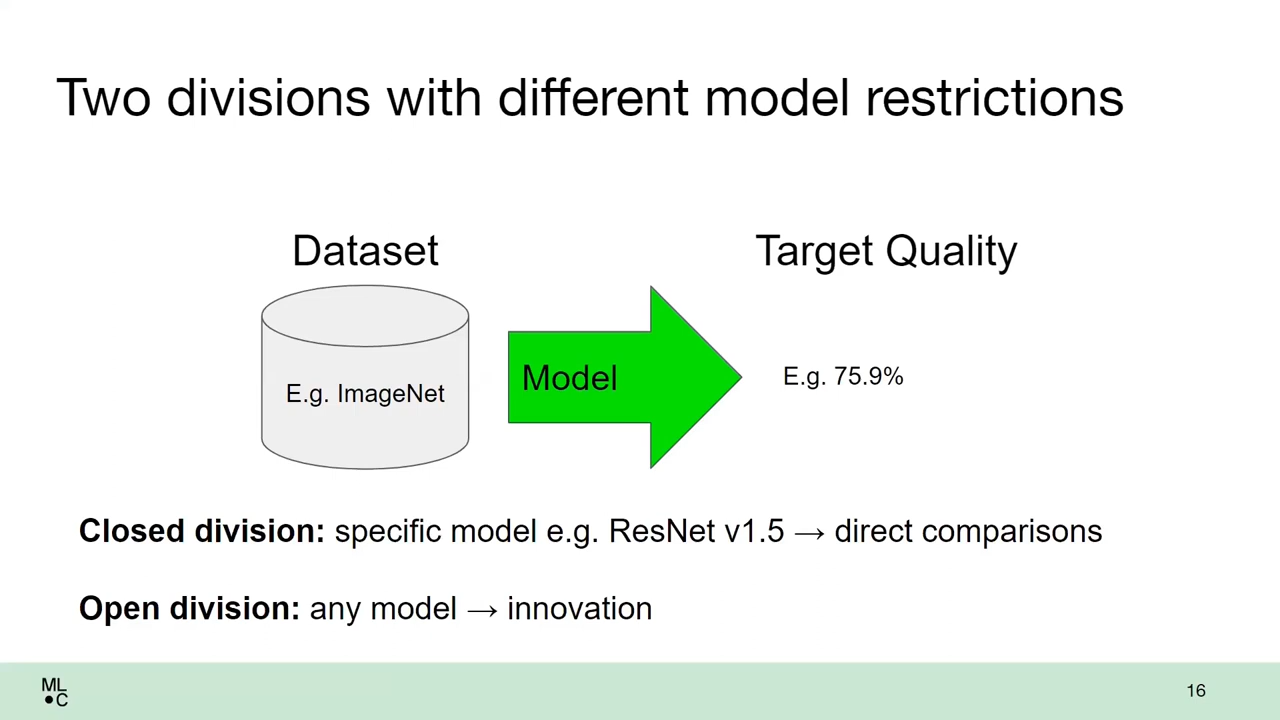 Two divisions with different model restrictions
Dataset
Target Quality
E.g. ImageNet
Model
E.g. 75.9%
Closed division: specific model e.g. ResNet v1.5 → direct comparisons
Open division: any model → innovation
ML
C
16